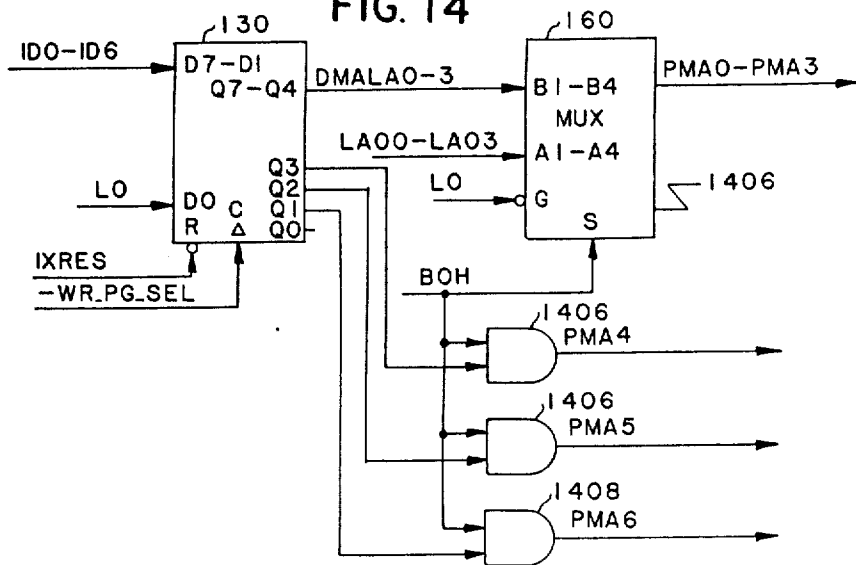 FIG. 14
130
160
ID0-ID6
D7-D1
Q7-Q4
DMALA0-3
B1-B4
PMA0-PMA3
MUX
LA00-LA03
A1-A4
Q3
LO
1406
LO
D0
C
Q2
G
R
Q1
Q0
S
IXRES
BOH
-WR_PG_SEL
1406
PMA4
1406
PMA5
1408
PMA6